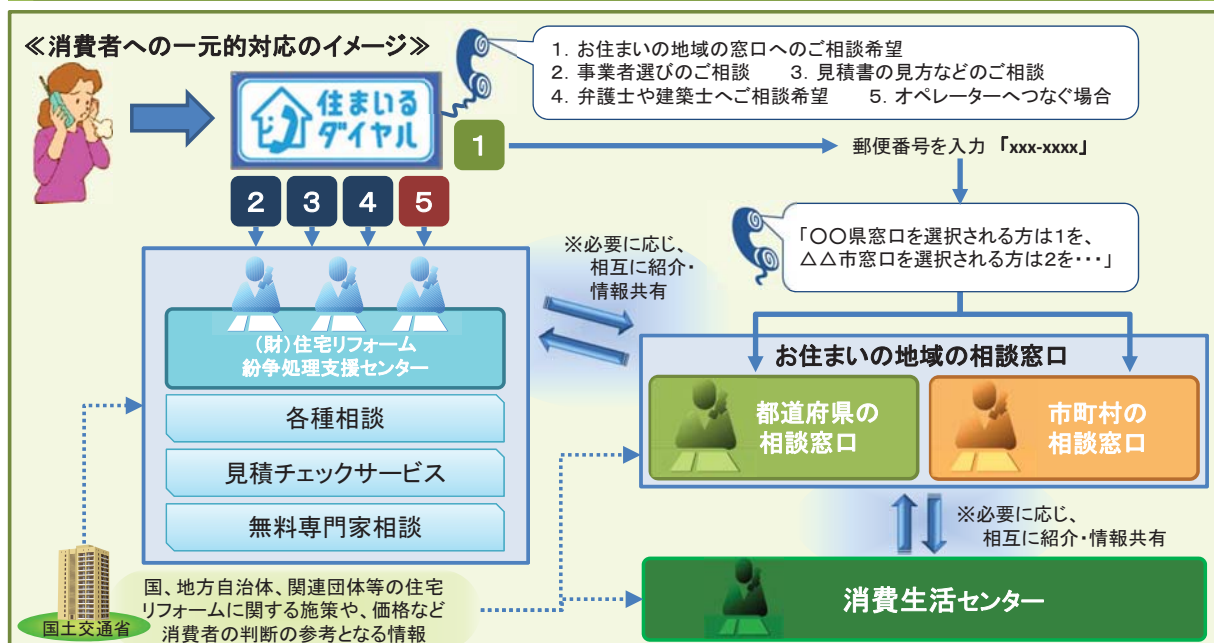 ≪消費者への一元的対応のイメージ≫
1．お住まいの地域の窓口へのご相談希望
2．事業者選びのご相談　3．見積書の見方などのご相談
4．弁護士や建築士へご相談希望　5．オペレーターへつなぐ場合
住まいる
ダイヤル
1
郵便番号を入力「xxx-xxxx」
2 3 4 5
「○○県窓口を選択される方は1を、
△△市窓口を選択される方は2を・・・」
※必要に応じ、
相互に紹介・
情報共有
（財）住宅リフォーム
紛争処理支援センター
各種相談
見積チェックサービス
無料専門家相談
お住まいの地域の相談窓口
都道府県の
相談窓口
市町村の
相談窓口
※必要に応じ、
相互に紹介・情報共有
消費生活センター
国土交通省
国、地方自治体、関連団体等の住宅
リフォームに関する施策や、価格など
消費者の判断の参考となる情報